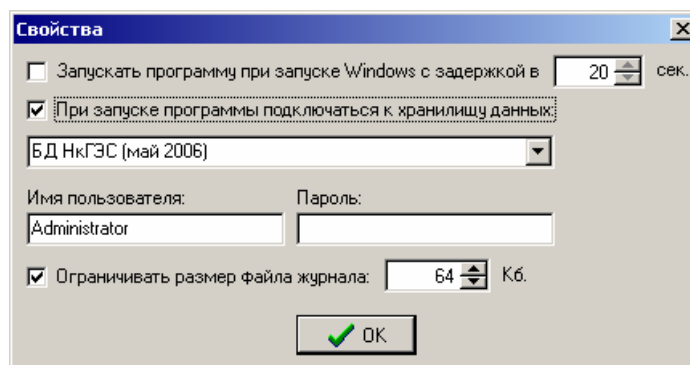 Свойства
Запускать программу при запуске Windows с задержкой в 20 сек.
При запуске программы подключаться к хранилищу данных:
БД НкГЭС (май 2006)
Имя пользователя: Пароль:
Administrator
Ограничивать размер файла журнала: 64 Кб.
OK